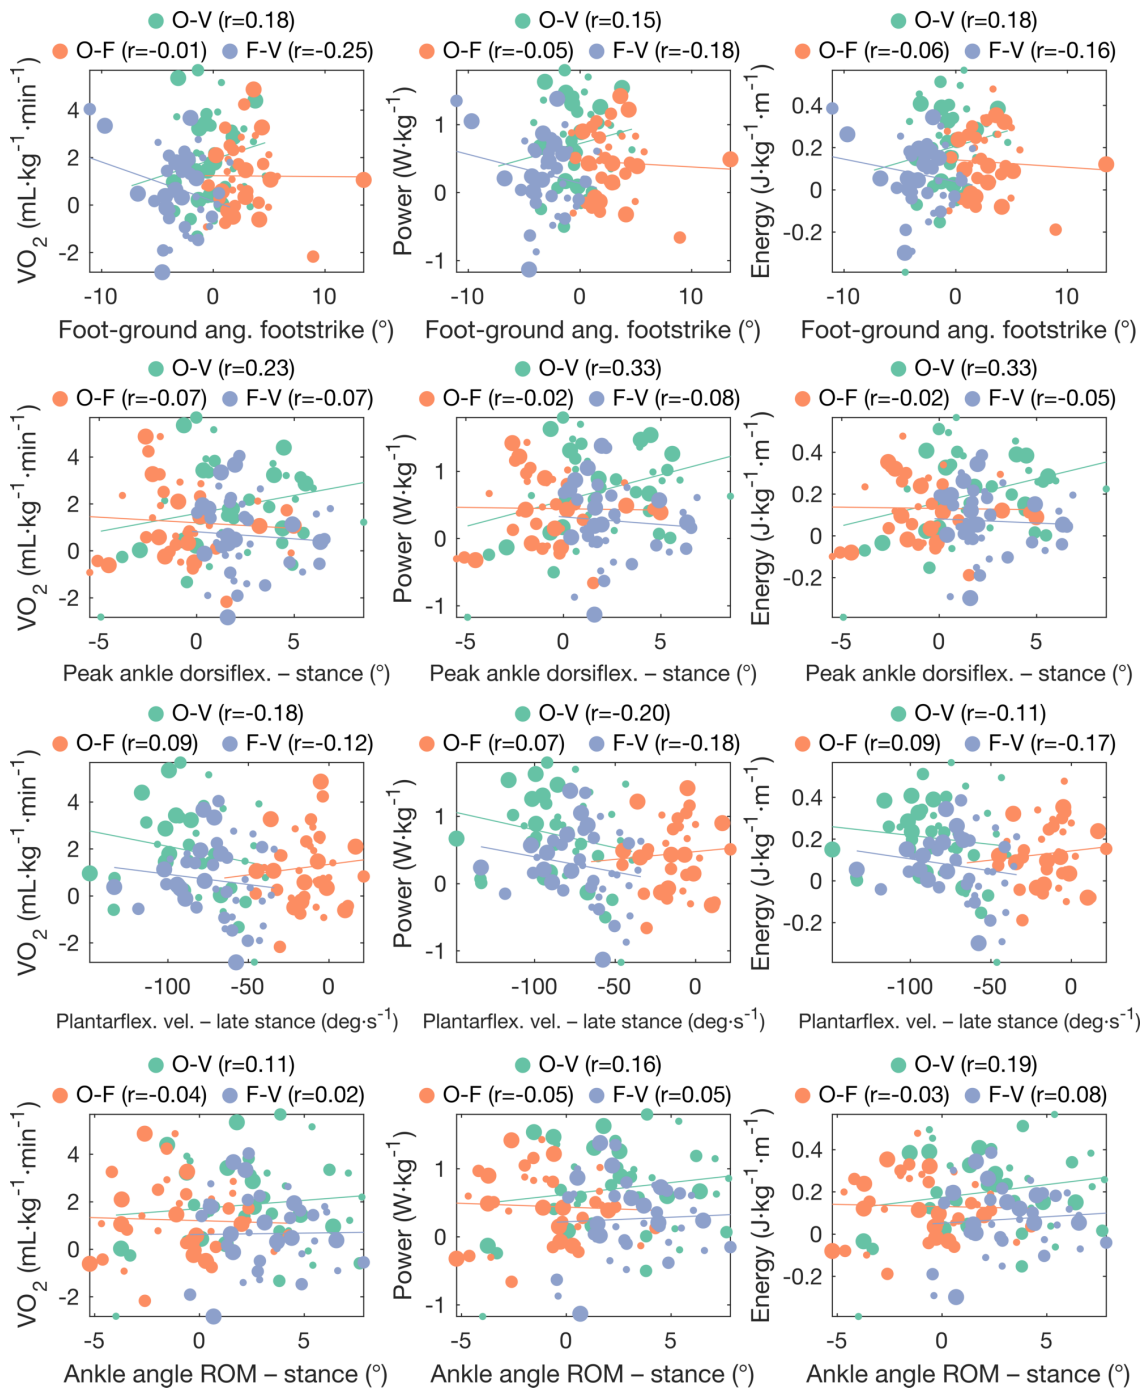 O-V (r=0.18) O-V (r=0.15) O-V (r=0.18)
O-F (r=-0.01) F-V (r=-0.25) O-F (r=-0.05) F-V (r=-0.18) O-F (r=-0.06) F-V (r=-0.16)
VO2 (mL·kg-1·min-1) Power (W·kg-1) Energy (J·kg-1·m-1)
4 1 0.4
2 0.2
0 0 0
-2 -1 -0.2
-10 0 10 -10 0 10 -10 0 10
Foot-ground ang. footstrike (°) Foot-ground ang. footstrike (°) Foot-ground ang. footstrike (°)
O-V (r=0.23) O-V (r=0.33) O-V (r=0.33)
O-F (r=-0.07) F-V (r=-0.07) O-F (r=-0.02) F-V (r=-0.08) O-F (r=-0.02) F-V (r=-0.05)
VO2 (mL·kg-1·min-1) Power (W·kg-1) Energy (J·kg-1·m-1)
4 1 0.4
2 0.2
0 0 0
-2 -1 -0.2
-5 0 5 -5 0 5 -5 0 5
Peak ankle dorsiflex. – stance (°) Peak ankle dorsiflex. – stance (°) Peak ankle dorsiflex. – stance (°)
O-V (r=-0.18) O-V (r=-0.20) O-V (r=-0.11)
O-F (r=0.09) F-V (r=-0.12) O-F (r=0.07) F-V (r=-0.18) O-F (r=0.09) F-V (r=-0.17)
VO2 (mL·kg-1·min-1) Power (W·kg-1) Energy (J·kg-1·m-1)
4 1 0.4
2 0.2
0 0 0
-2 -1 -0.2
-100 -50 0 -100 -50 0 -100 -50 0
Plantarflex. vel. – late stance (deg·s-1) Plantarflex. vel. – late stance (deg·s-1) Plantarflex. vel. – late stance (deg·s-1)
O-V (r=0.11) O-V (r=0.16) O-V (r=0.19)
O-F (r=-0.04) F-V (r=0.02) O-F (r=-0.05) F-V (r=0.05) O-F (r=-0.03) F-V (r=0.08)
VO2 (mL·kg-1·min-1) Power (W·kg-1) Energy (J·kg-1·m-1)
4 1 0.4
2 0.2
0 0 0
-2 -1 -0.2
-5 0 5 -5 0 5 -5 0 5
Ankle angle ROM – stance (°) Ankle angle ROM – stance (°) Ankle angle ROM – stance (°)